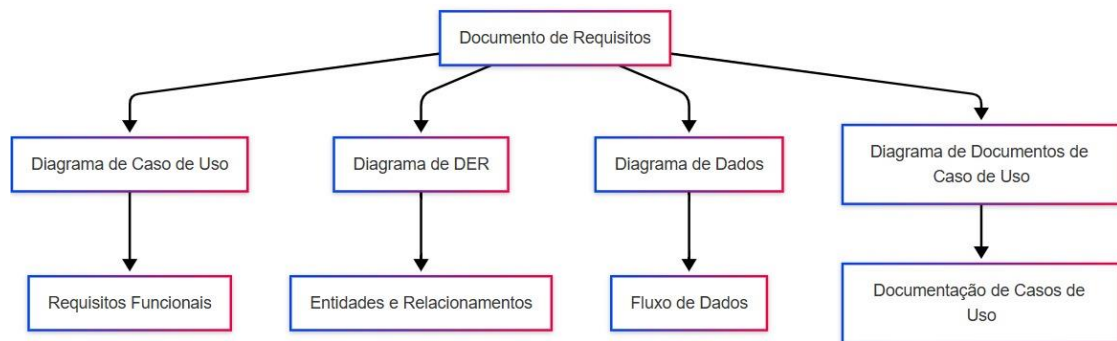 Documento de Requisitos
Diagrama de Caso de Uso
Diagrama de DER
Diagrama de Dados
Diagrama de Documentos de
Caso de Uso
Requisitos Funcionais
Entidades e Relacionamentos
Fluxo de Dados
Documentação de Casos de
Uso